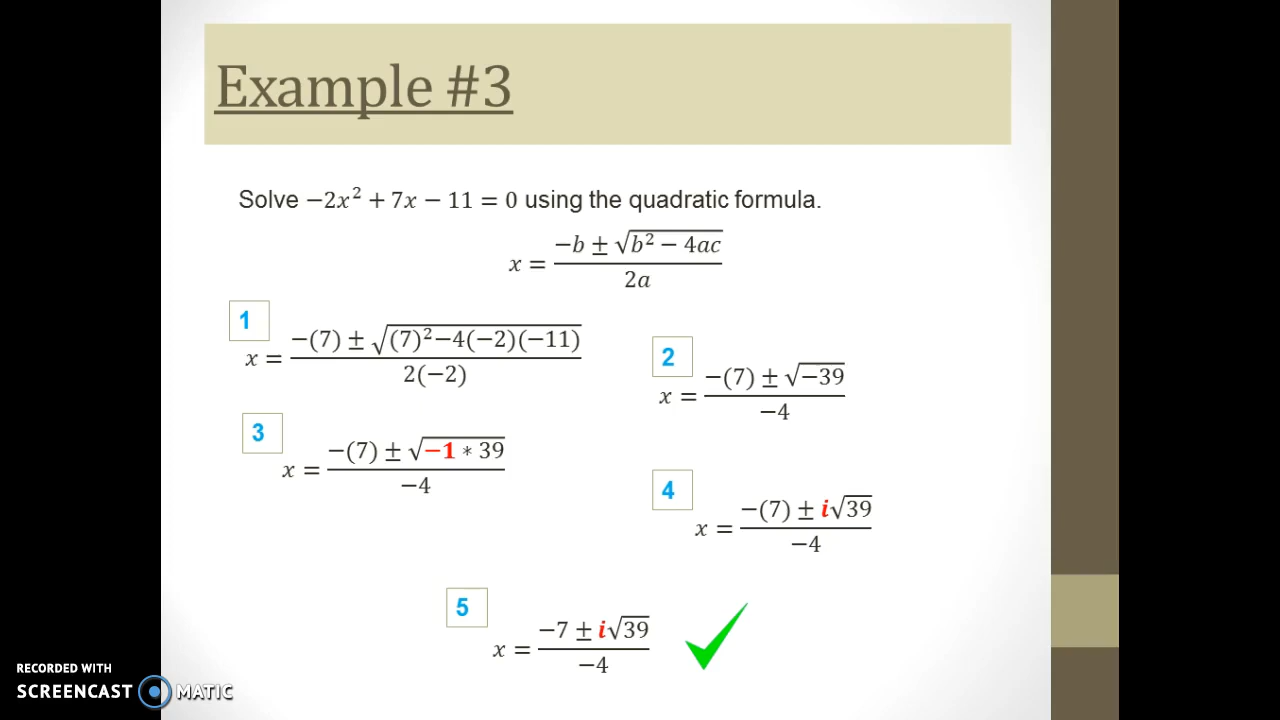 Example #3
Solve −2x² + 7x − 11 = 0 using the quadratic formula.
x = (−b ± √(b² − 4ac)) / (2a)
1
x = (−(7) ± √((7)²−4(−2)(−11))) / (2(−2))
2
x = (−(7) ± √(−39)) / (−4)
3
x = (−(7) ± √(−1 * 39)) / (−4)
4
x = (−(7) ± i√39) / (−4)
5
x = (−7 ± i√39) / (−4)
RECORDED WITH
SCREENCAST MATIC